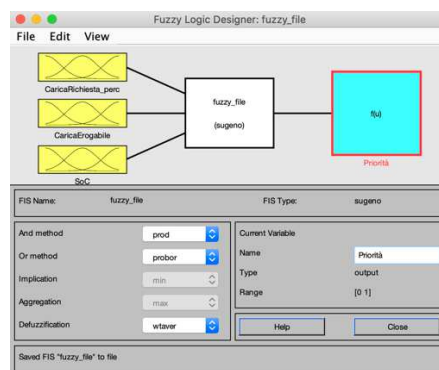 Fuzzy Logic Designer: fuzzy_file
File Edit View
CaricaRichiesta_perc
CaricaErogabile
SoC
fuzzy_file
(sugeno)
f(u)
Priorità
FIS Name: fuzzy_file FIS Type: sugeno
And method prod
Or method probor
Implication min
Aggregation max
Defuzzification wtaver
Current Variable
Name Priorità
Type output
Range [0 1]
Help Close
Saved FIS "fuzzy_file" to file